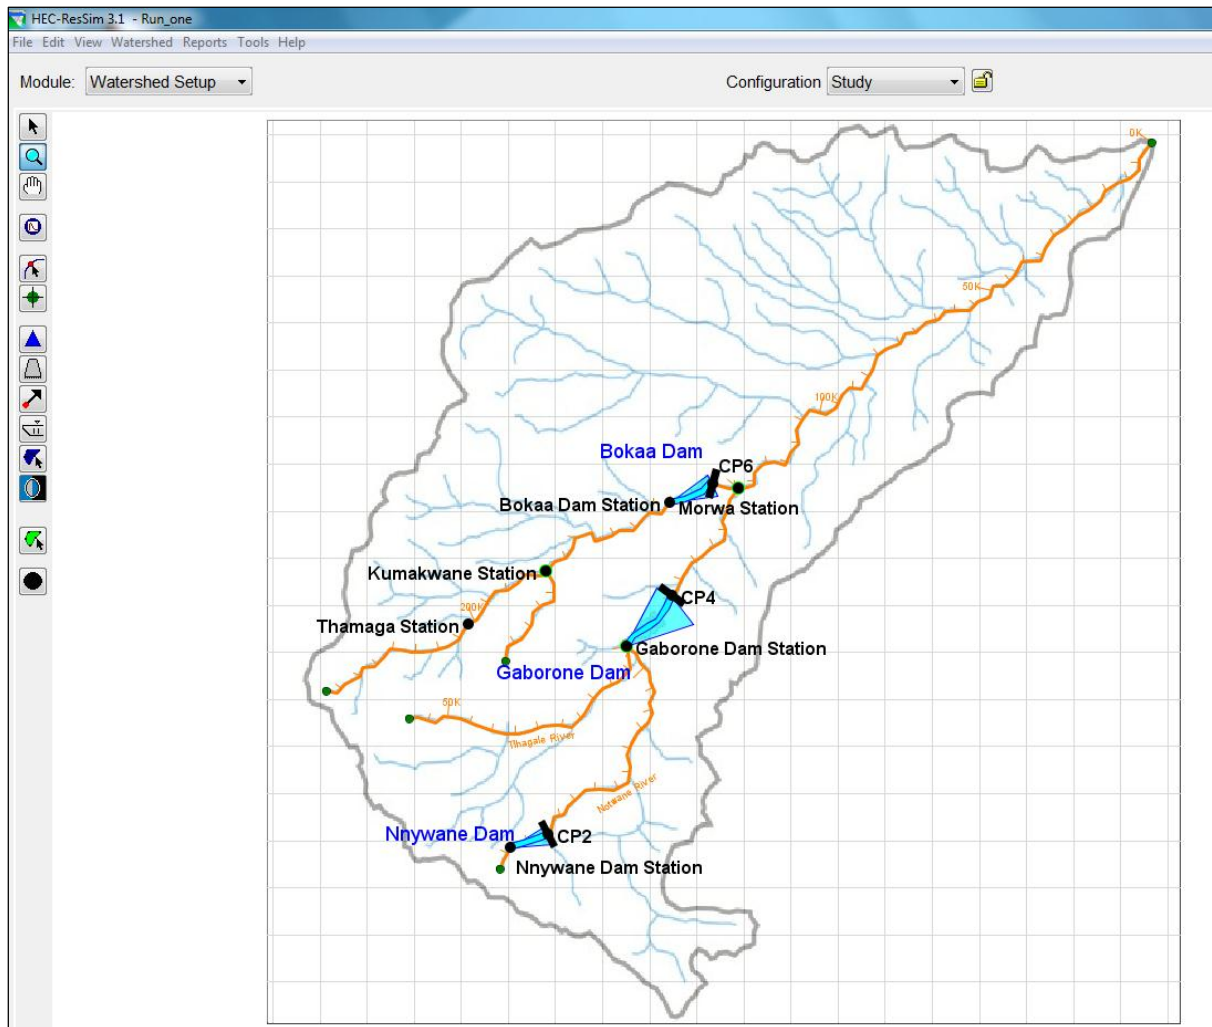 HEC-ResSim 3.1 - Run_one
File Edit View Watershed Reports Tools Help
Module: Watershed Setup
Configuration Study
0K
50K
100K
Bokaa Dam
CP6
Bokaa Dam Station
Morwa Station
Kumakwane Station
CP4
200K
Thamaga Station
Gaborone Dam Station
Gaborone Dam
50K
Tlhagale River
Notwane River
Nnywane Dam
CP2
Nnywane Dam Station